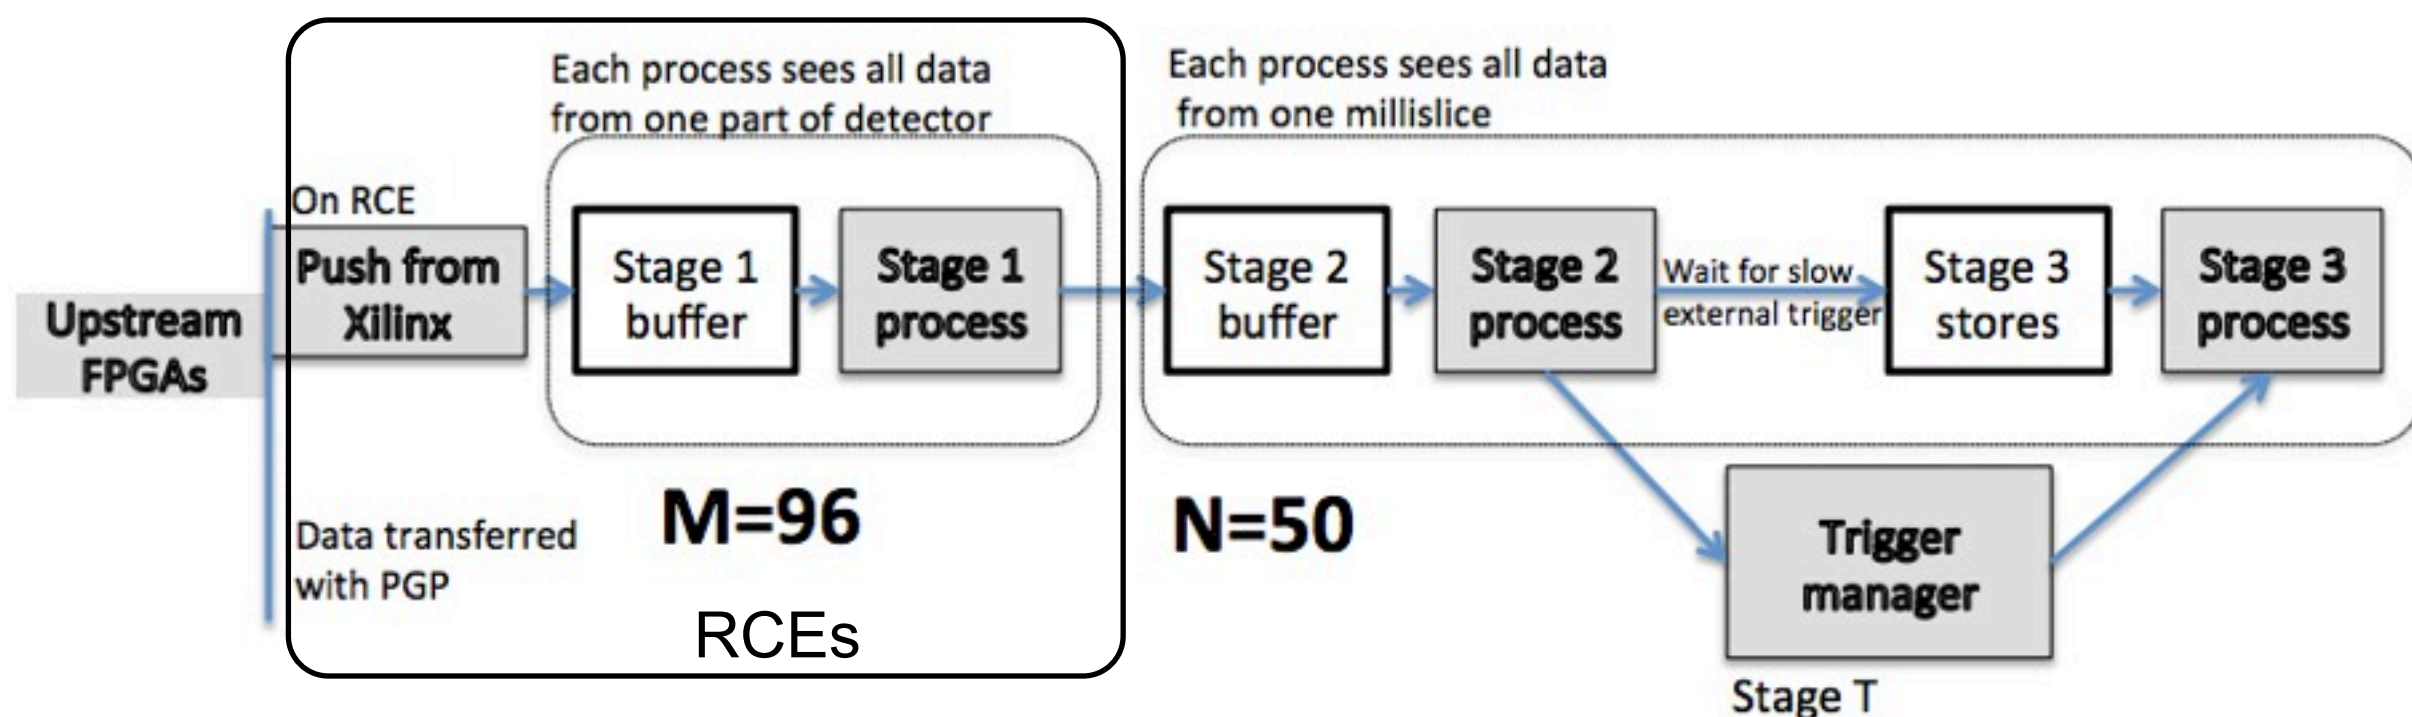 Each process sees all data
from one part of detector
Each process sees all data
from one millislice
On RCE
Upstream
FPGAs
Push from
Xilinx
Stage 1
buffer
Stage 1
process
Stage 2
buffer
Stage 2
process
Wait for slow
external trigger
Stage 3
stores
Stage 3
process
Data transferred
with PGP
M=96
N=50
RCEs
Trigger
manager
Stage T